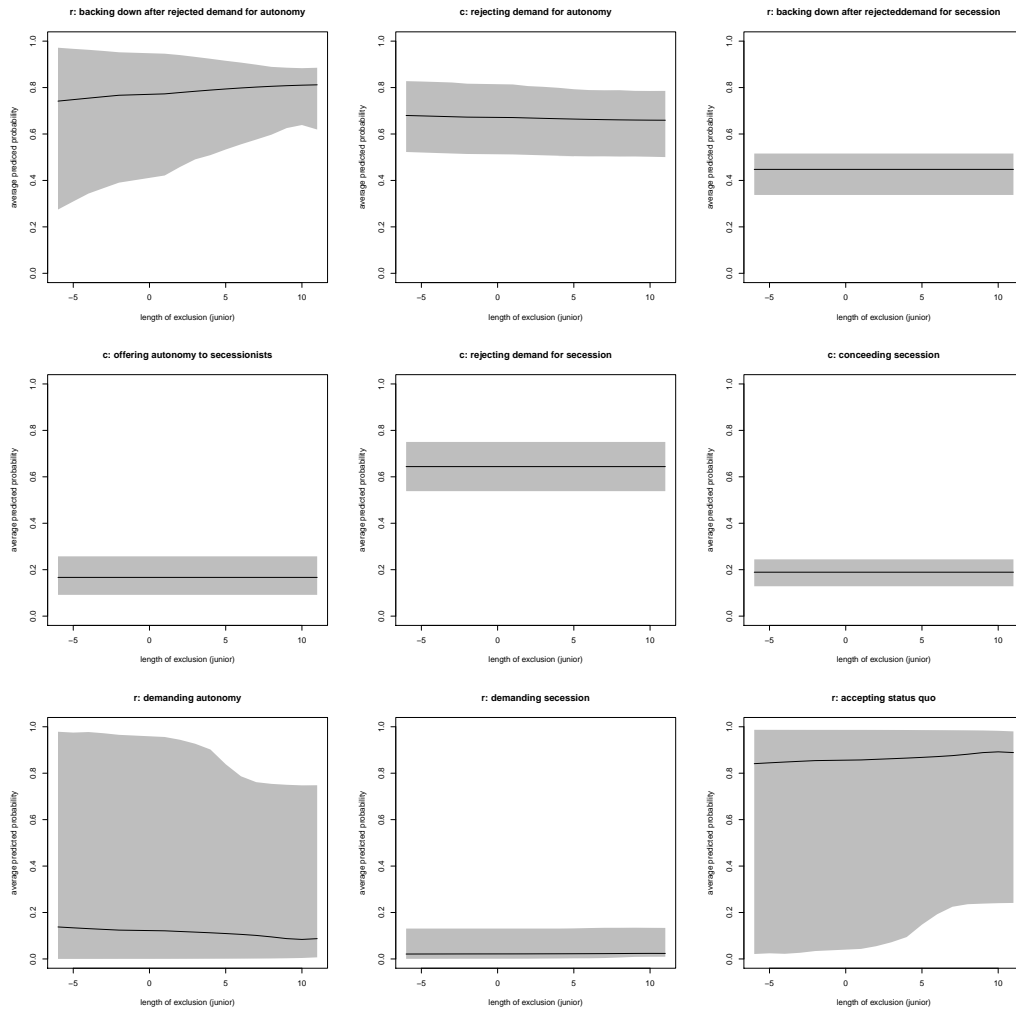 r: backing down after rejected demand for autonomy
average predicted probability
0.0 0.2 0.4 0.6 0.8 1.0
−5 0 5 10
length of exclusion (junior)
c: rejecting demand for autonomy
average predicted probability
0.0 0.2 0.4 0.6 0.8 1.0
−5 0 5 10
length of exclusion (junior)
r: backing down after rejecteddemand for secession
average predicted probability
0.0 0.2 0.4 0.6 0.8 1.0
−5 0 5 10
length of exclusion (junior)
c: offering autonomy to secessionists
average predicted probability
0.0 0.2 0.4 0.6 0.8 1.0
−5 0 5 10
length of exclusion (junior)
c: rejecting demand for secession
average predicted probability
0.0 0.2 0.4 0.6 0.8 1.0
−5 0 5 10
length of exclusion (junior)
c: conceeding secession
average predicted probability
0.0 0.2 0.4 0.6 0.8 1.0
−5 0 5 10
length of exclusion (junior)
r: demanding autonomy
average predicted probability
0.0 0.2 0.4 0.6 0.8 1.0
−5 0 5 10
length of exclusion (junior)
r: demanding secession
average predicted probability
0.0 0.2 0.4 0.6 0.8 1.0
−5 0 5 10
length of exclusion (junior)
r: accepting status quo
average predicted probability
0.0 0.2 0.4 0.6 0.8 1.0
−5 0 5 10
length of exclusion (junior)